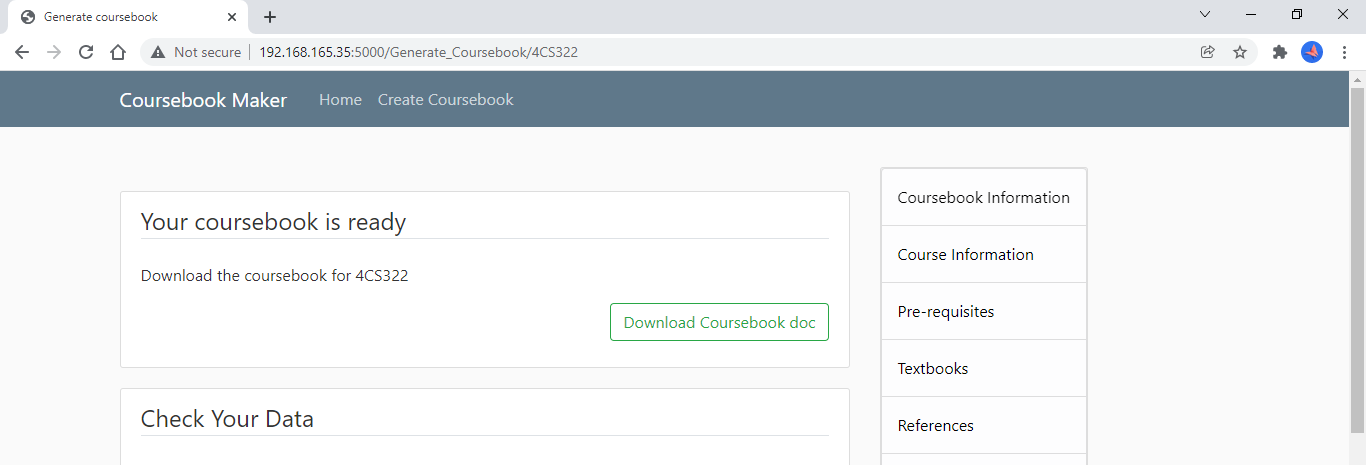 Generate coursebook
Not secure
192.168.165.35:5000/Generate_Coursebook/4CS322
Coursebook Maker
Home
Create Coursebook
Your coursebook is ready
Download the coursebook for 4CS322
Download Coursebook doc
Check Your Data
Coursebook Information
Course Information
Pre-requisites
Textbooks
References